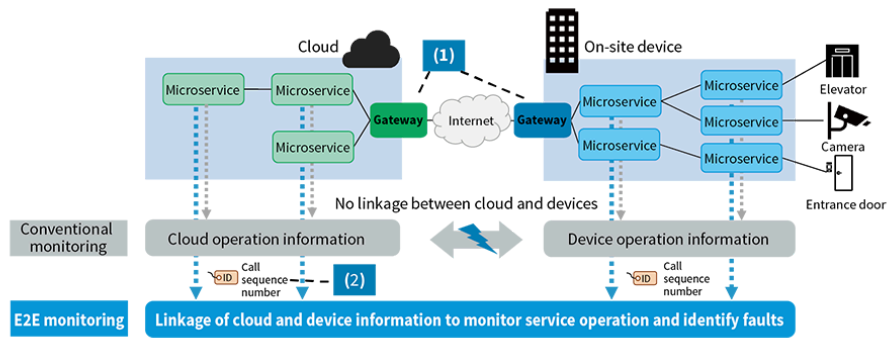 Cloud
(1)
On-site device
Microservice
Microservice
Microservice
Gateway
Internet
Gateway
Microservice
Microservice
Microservice
Microservice
Microservice
Elevator
Camera
Entrance door
No linkage between cloud and devices
Conventional
monitoring
Cloud operation information
Device operation information
ID
Call
sequence
number
(2)
ID
Call
sequence
number
E2E monitoring
Linkage of cloud and device information to monitor service operation and identify faults